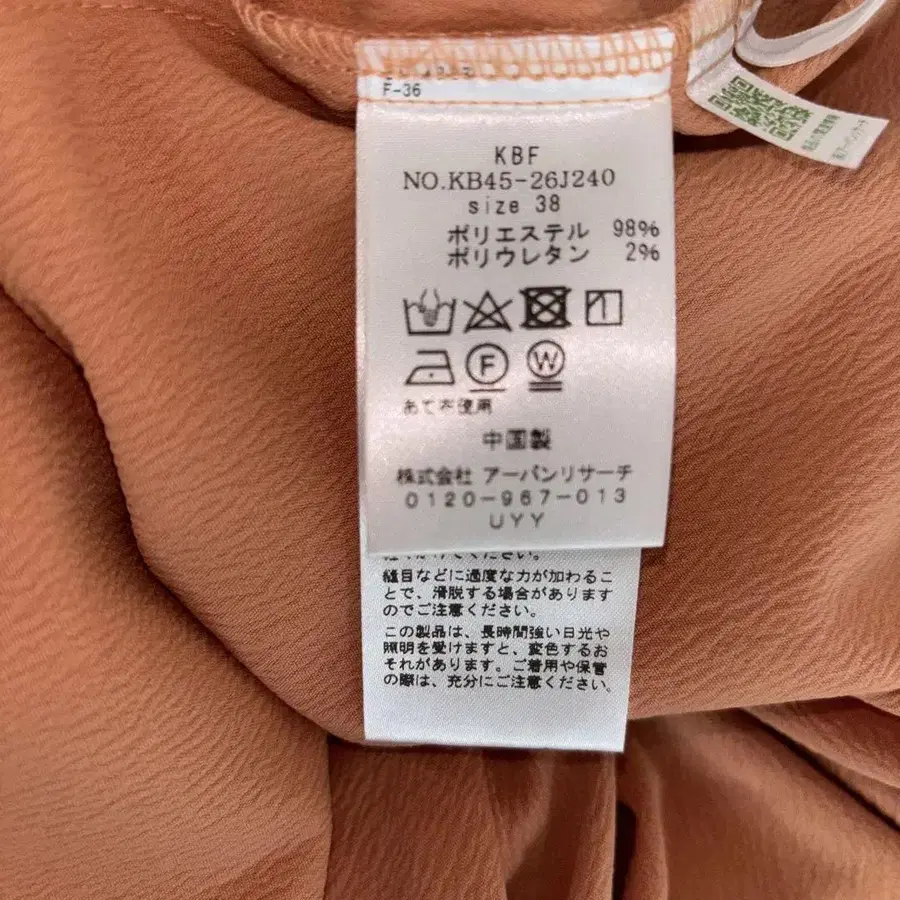 F-36
KBF
NO.KB45-26J240
size 38
ポリエステル 98%
ポリウレタン 2%
F
W
あて布使用
中国製
株式会社 アーバンリサーチ
0120-967-013
UYY
縫目などに過度な力が加わるこ
とで、滑脱する場合があります
のでご注意ください。
この製品は、長時間強い日光や
照明を受けますと、変色するお
それがあります。ご着用や保管
の際は、充分にご注意ください。